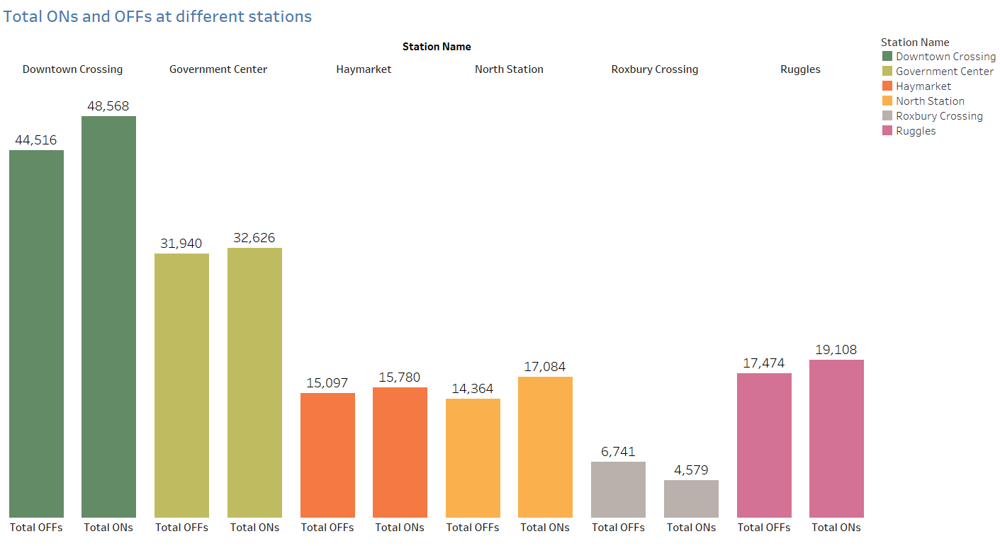 Total ONs and OFFs at different stations
Station Name
Downtown Crossing Government Center Haymarket North Station Roxbury Crossing Ruggles
44,516 48,568 31,940 32,626 15,097 15,780 14,364 17,084 6,741 4,579 17,474 19,108
Total OFFs Total ONs Total OFFs Total ONs Total OFFs Total ONs Total OFFs Total ONs Total OFFs Total ONs Total OFFs Total ONs
Station Name
Downtown Crossing
Government Center
Haymarket
North Station
Roxbury Crossing
Ruggles